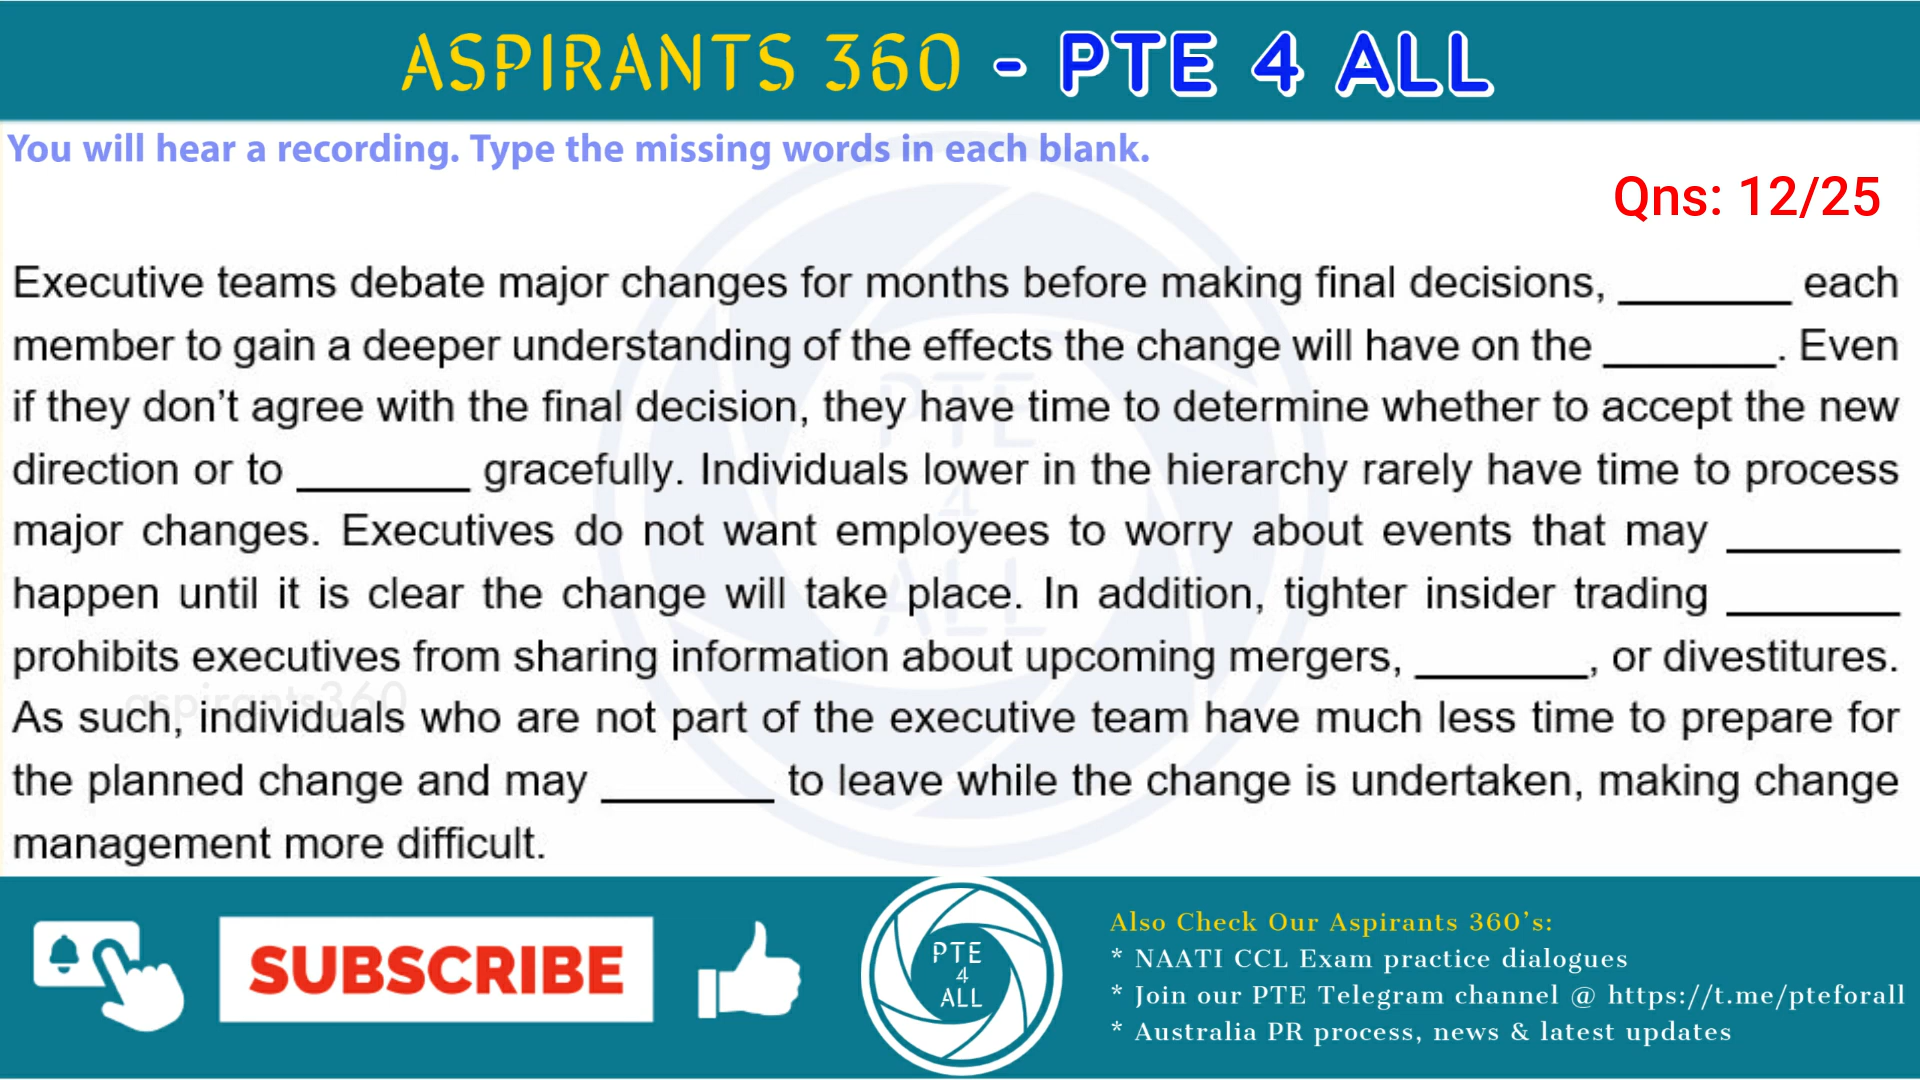 ASPIRANTS 360 - PTE 4 ALL
You will hear a recording. Type the missing words in each blank.
Qns: 12/25
Executive teams debate major changes for months before making final decisions, _______ each
member to gain a deeper understanding of the effects the change will have on the _______. Even
if they don't agree with the final decision, they have time to determine whether to accept the new
direction or to _______ gracefully. Individuals lower in the hierarchy rarely have time to process
major changes. Executives do not want employees to worry about events that may _______
happen until it is clear the change will take place. In addition, tighter insider trading _______
prohibits executives from sharing information about upcoming mergers, _______, or divestitures.
aspirants360
As such, individuals who are not part of the executive team have much less time to prepare for
the planned change and may _______ to leave while the change is undertaken, making change
management more difficult.
PTE
4
ALL
SUBSCRIBE
PTE
4
ALL
Also Check Our Aspirants 360's:
* NAATI CCL Exam practice dialogues
* Join our PTE Telegram channel @ https://t.me/pteforall
* Australia PR process, news & latest updates